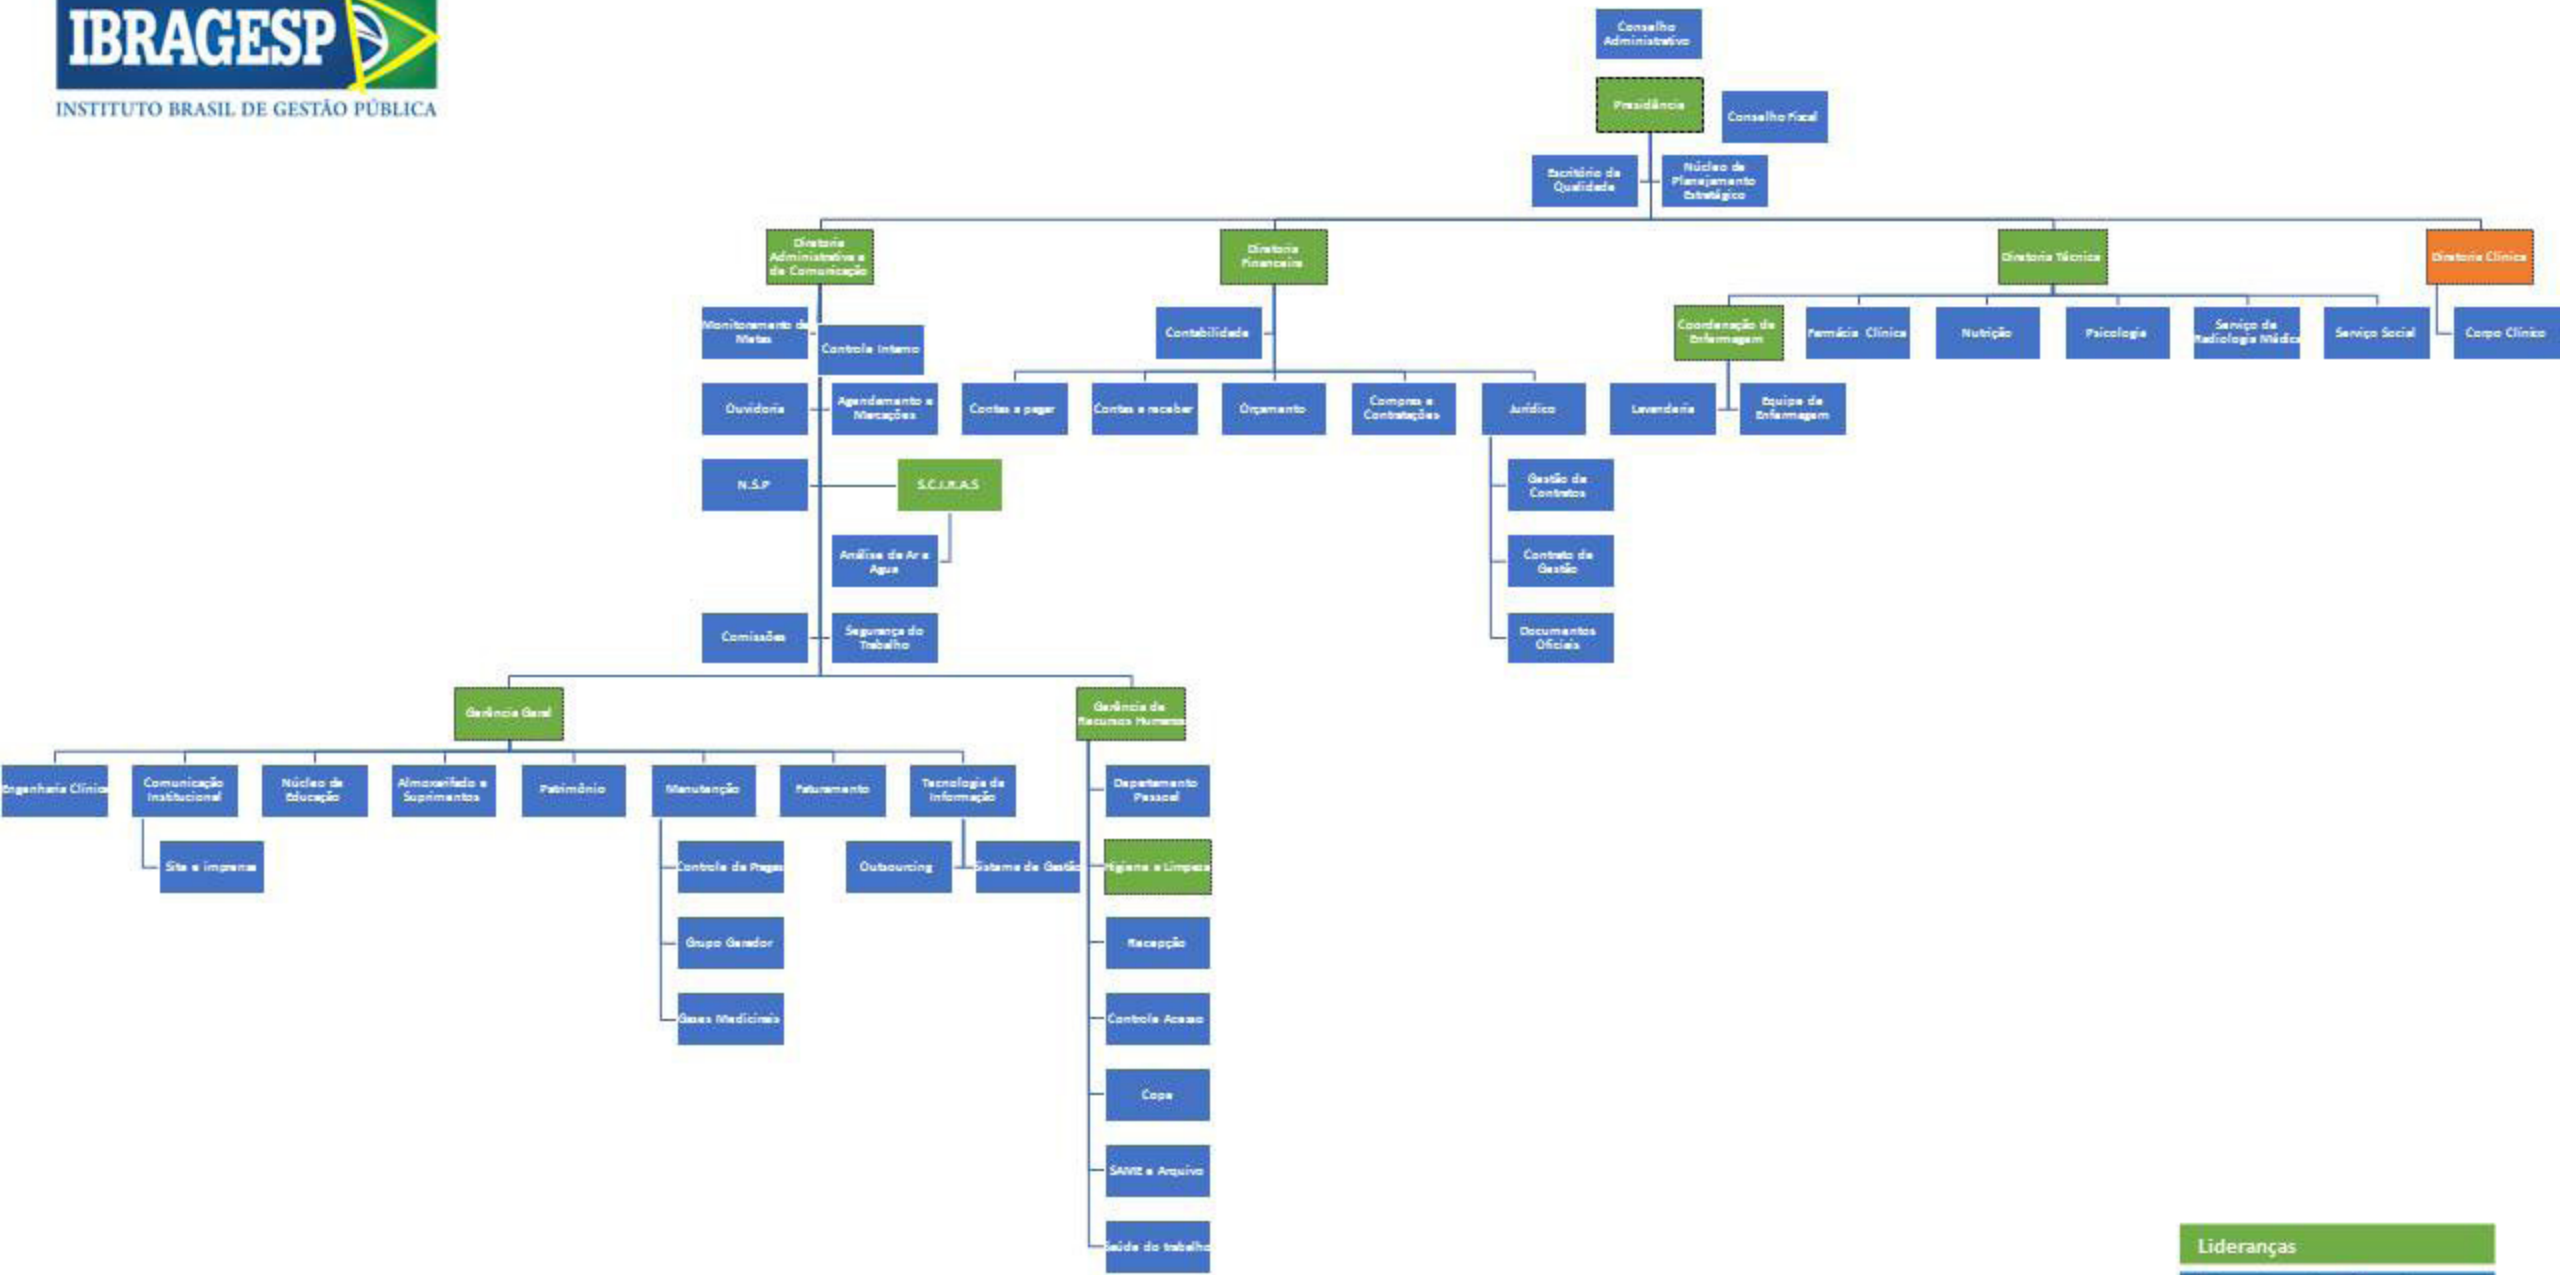 IBRAGESP
INSTITUTO BRASIL DE GESTÃO PÚBLICA
Conselho
Administrativo
Presidência
Conselho Fiscal
Escritório da
Qualidade
Núcleo de
Planejamento
Estratégico
Diretoria
Administrativa e
de Comunicação
Diretoria
Financeira
Diretoria Técnica
Diretoria Clínica
Monitoramento de
Metas
Controle Interno
Contabilidade
Coordenação de
Enfermagem
Farmácia Clínica
Nutrição
Psicologia
Serviço de
Radiologia Médica
Serviço Social
Corpo Clínico
Ouvidoria
Agendamento e
Marcações
Contas a pagar
Contas a receber
Orçamento
Compras e
Contratações
Jurídico
Lavanderia
Equipe de
Enfermagem
N.S.P
S.C.I.R.A.S
Gestão de
Contratos
Análise de Ar e
Agua
Contrato de
Gestão
Comissões
Segurança do
Trabalho
Documentos
Oficiais
Gerência Geral
Gerência de
Recursos Humanos
Engenharia Clínica
Comunicação
Institucional
Núcleo de
Educação
Almoxarifado e
Suprimentos
Patrimônio
Manutenção
Faturamento
Tecnologia da
Informação
Departamento
Pessoal
Site e imprensa
Controle de Pragas
Outsourcing
Sistema de Gestão
Higiene e Limpeza
Grupo Gerador
Recepção
Gases Medicinais
Controle Acesso
Copa
SAME e Arquivo
Saúde do trabalho
Lideranças